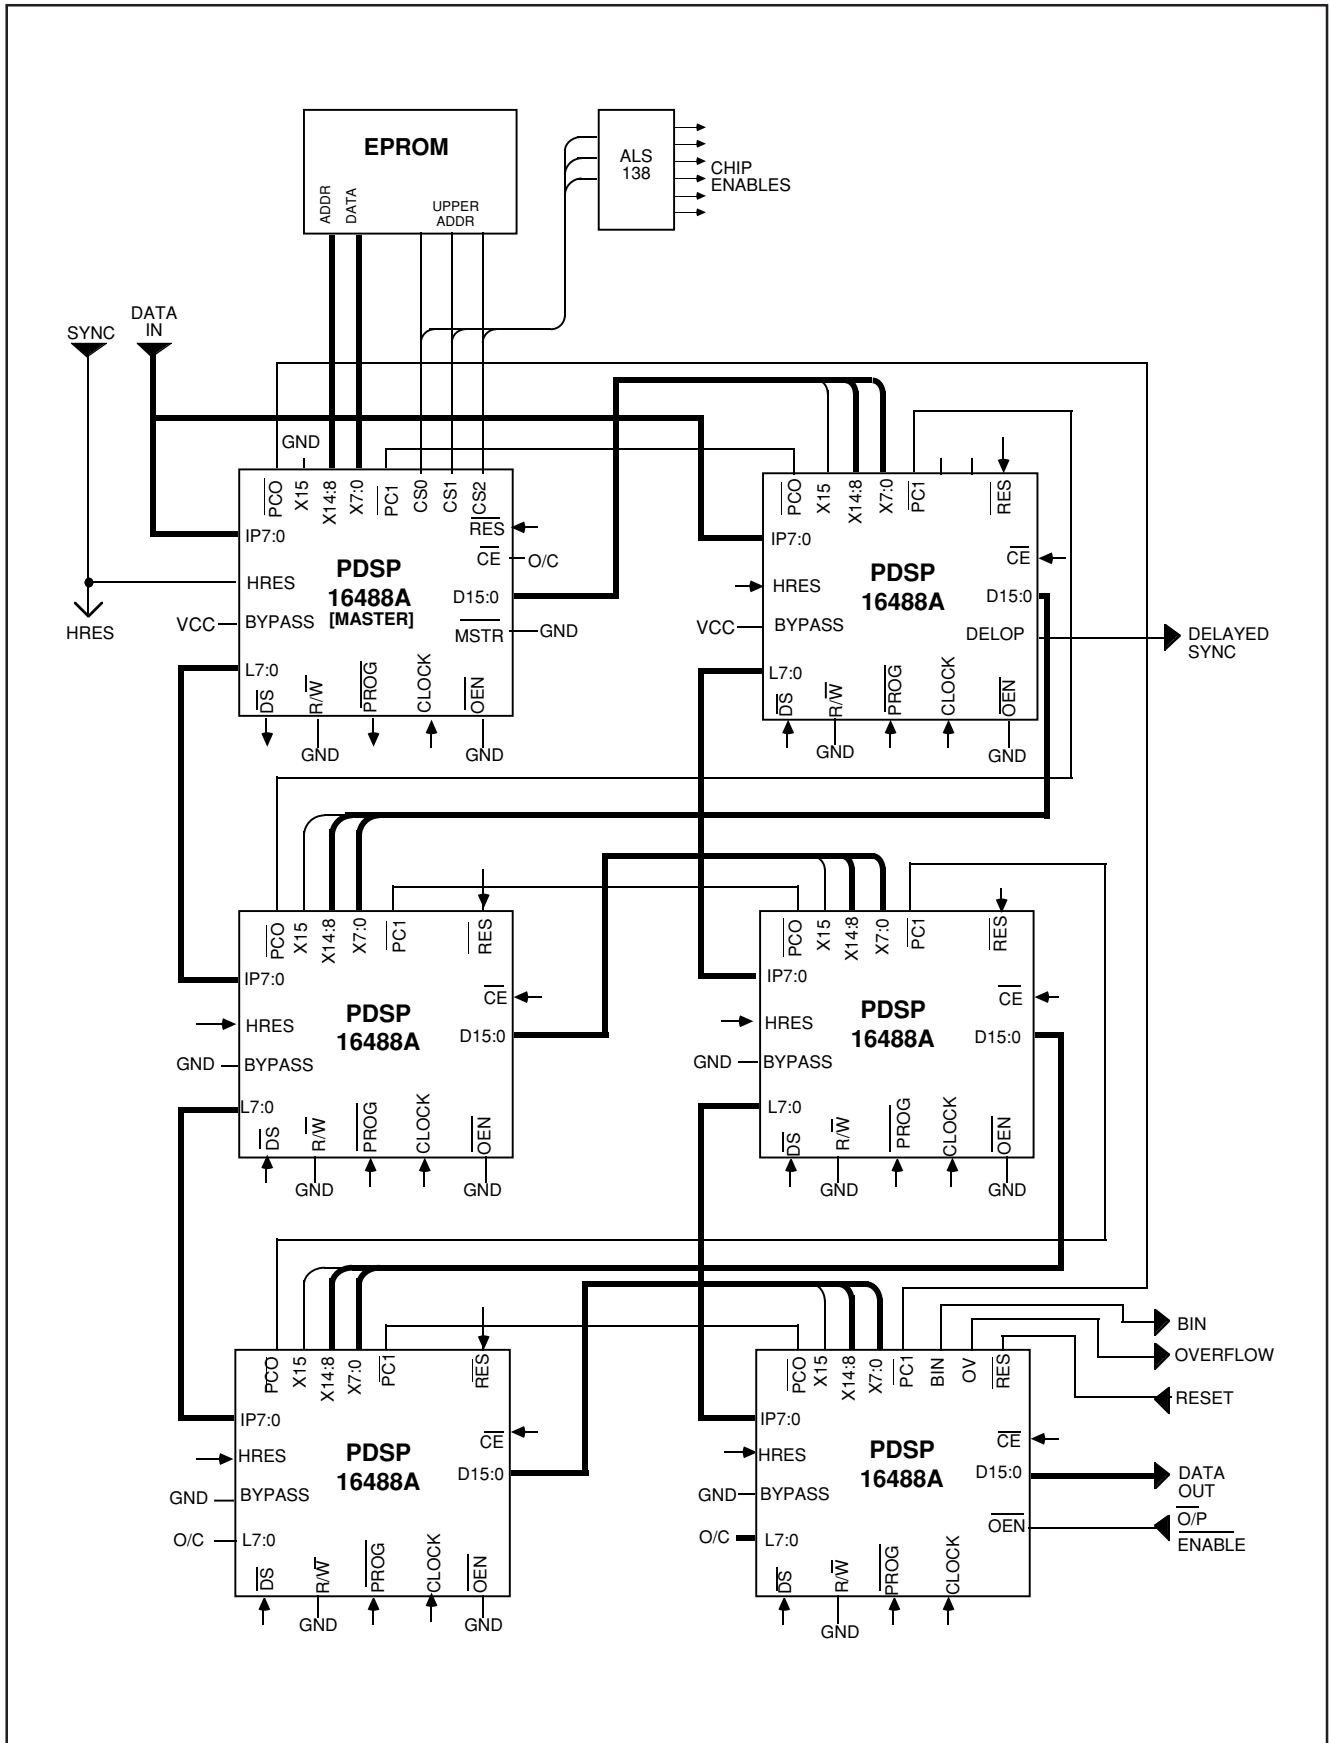 EPROM
ADDR
DATA
UPPER
ADDR
ALS
138
CHIP
ENABLES
SYNC
DATA
IN
HRES
GND
PCO
X15
X14:8
X7:0
PC1
CS0
CS1
CS2
RES
IP7:0
CE
O/C
HRES
PDSP
16488A
[MASTER]
D15:0
VCC
BYPASS
MSTR
GND
L7:0
DS
R/W
PROG
CLOCK
OEN
GND
GND
PCO
X15
X14:8
X7:0
PC1
RES
IP7:0
CE
HRES
PDSP
16488A
D15:0
VCC
BYPASS
DELOP
DELAYED
SYNC
L7:0
DS
R/W
PROG
CLOCK
OEN
GND
GND
PCO
X15
X14:8
X7:0
PC1
RES
IP7:0
CE
HRES
PDSP
16488A
D15:0
GND
BYPASS
L7:0
DS
R/W
PROG
CLOCK
OEN
GND
GND
PCO
X15
X14:8
X7:0
PC1
RES
IP7:0
CE
HRES
PDSP
16488A
D15:0
GND
BYPASS
L7:0
DS
R/W
PROG
CLOCK
OEN
GND
GND
PCO
X15
X14:8
X7:0
PC1
RES
IP7:0
CE
HRES
PDSP
16488A
D15:0
GND
BYPASS
O/C
L7:0
DS
R/W
PROG
CLOCK
OEN
GND
GND
PCO
X15
X14:8
X7:0
PC1
BIN
OV
RES
BIN
OVERFLOW
RESET
IP7:0
CE
HRES
PDSP
16488A
D15:0
DATA
OUT
GND
BYPASS
OEN
O/P
ENABLE
O/C
L7:0
DS
R/W
PROG
CLOCK
GND